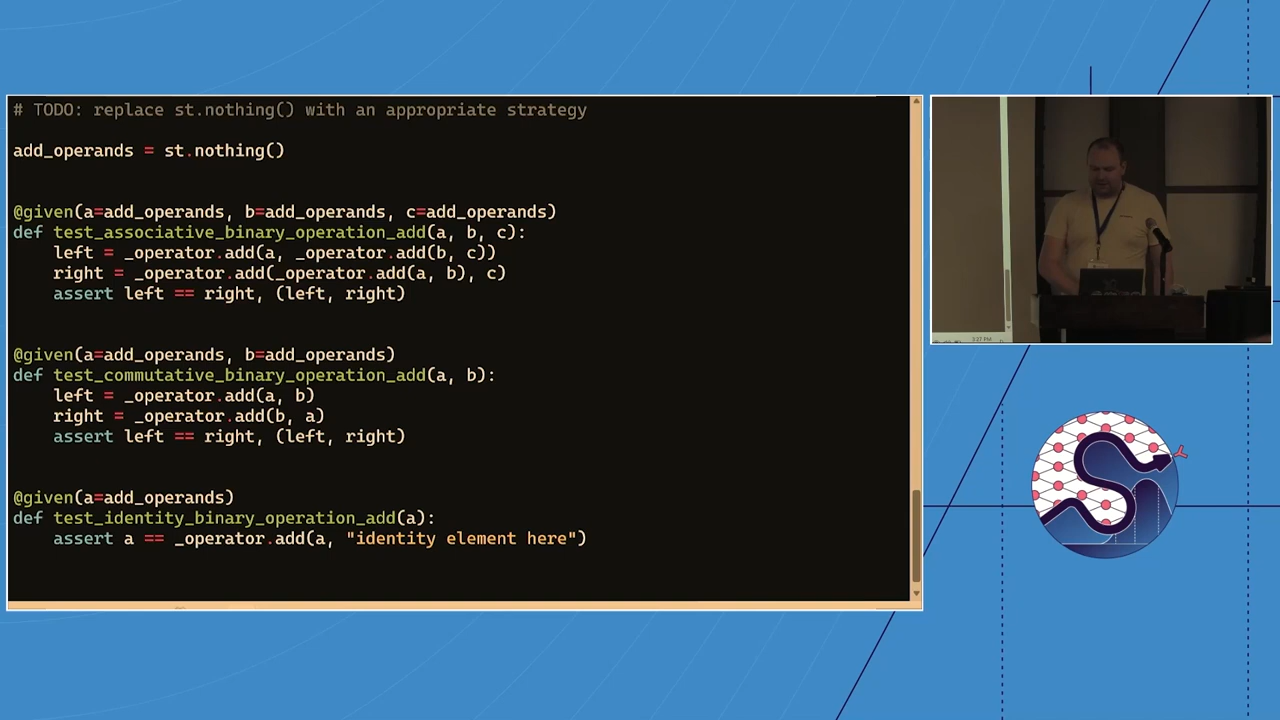 # TODO: replace st.nothing() with an appropriate strategy
add_operands = st.nothing()
@given(a=add_operands, b=add_operands, c=add_operands)
def test_associative_binary_operation_add(a, b, c):
    left = _operator.add(a, _operator.add(b, c))
    right = _operator.add(_operator.add(a, b), c)
    assert left == right, (left, right)
@given(a=add_operands, b=add_operands)
def test_commutative_binary_operation_add(a, b):
    left = _operator.add(a, b)
    right = _operator.add(b, a)
    assert left == right, (left, right)
@given(a=add_operands)
def test_identity_binary_operation_add(a):
    assert a == _operator.add(a, "identity element here")
3:37 PM